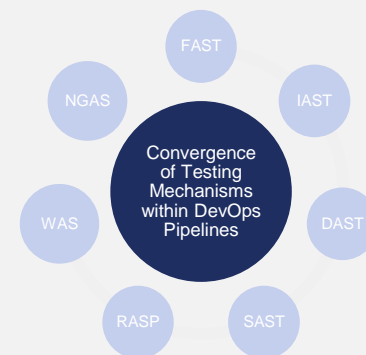 FAST
NGAS
IAST
Convergence
of Testing
Mechanisms
within DevOps
Pipelines
WAS
DAST
RASP
SAST